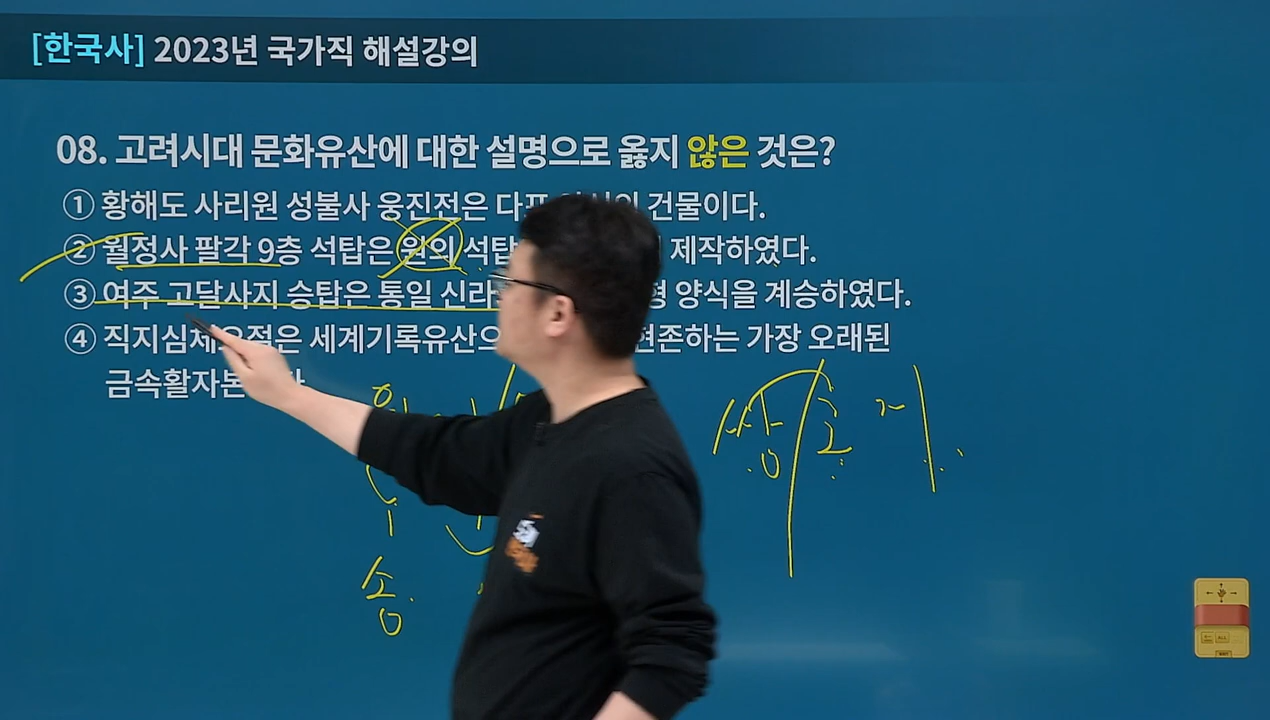 [한국사] 2023년 국가직 해설강의
08. 고려시대 문화유산에 대한 설명으로 옳지 않은 것은?
① 황해도 사리원 성불사 응진전은 다포 건물이다.
② 월정사 팔각 9층 석탑은 원의 석탑 제작하였다.
③ 여주 고달사지 승탑은 통일 신라 양식을 계승하였다.
④ 직지심체요절은 세계기록유산으 현존하는 가장 오래된
금속활자본
송